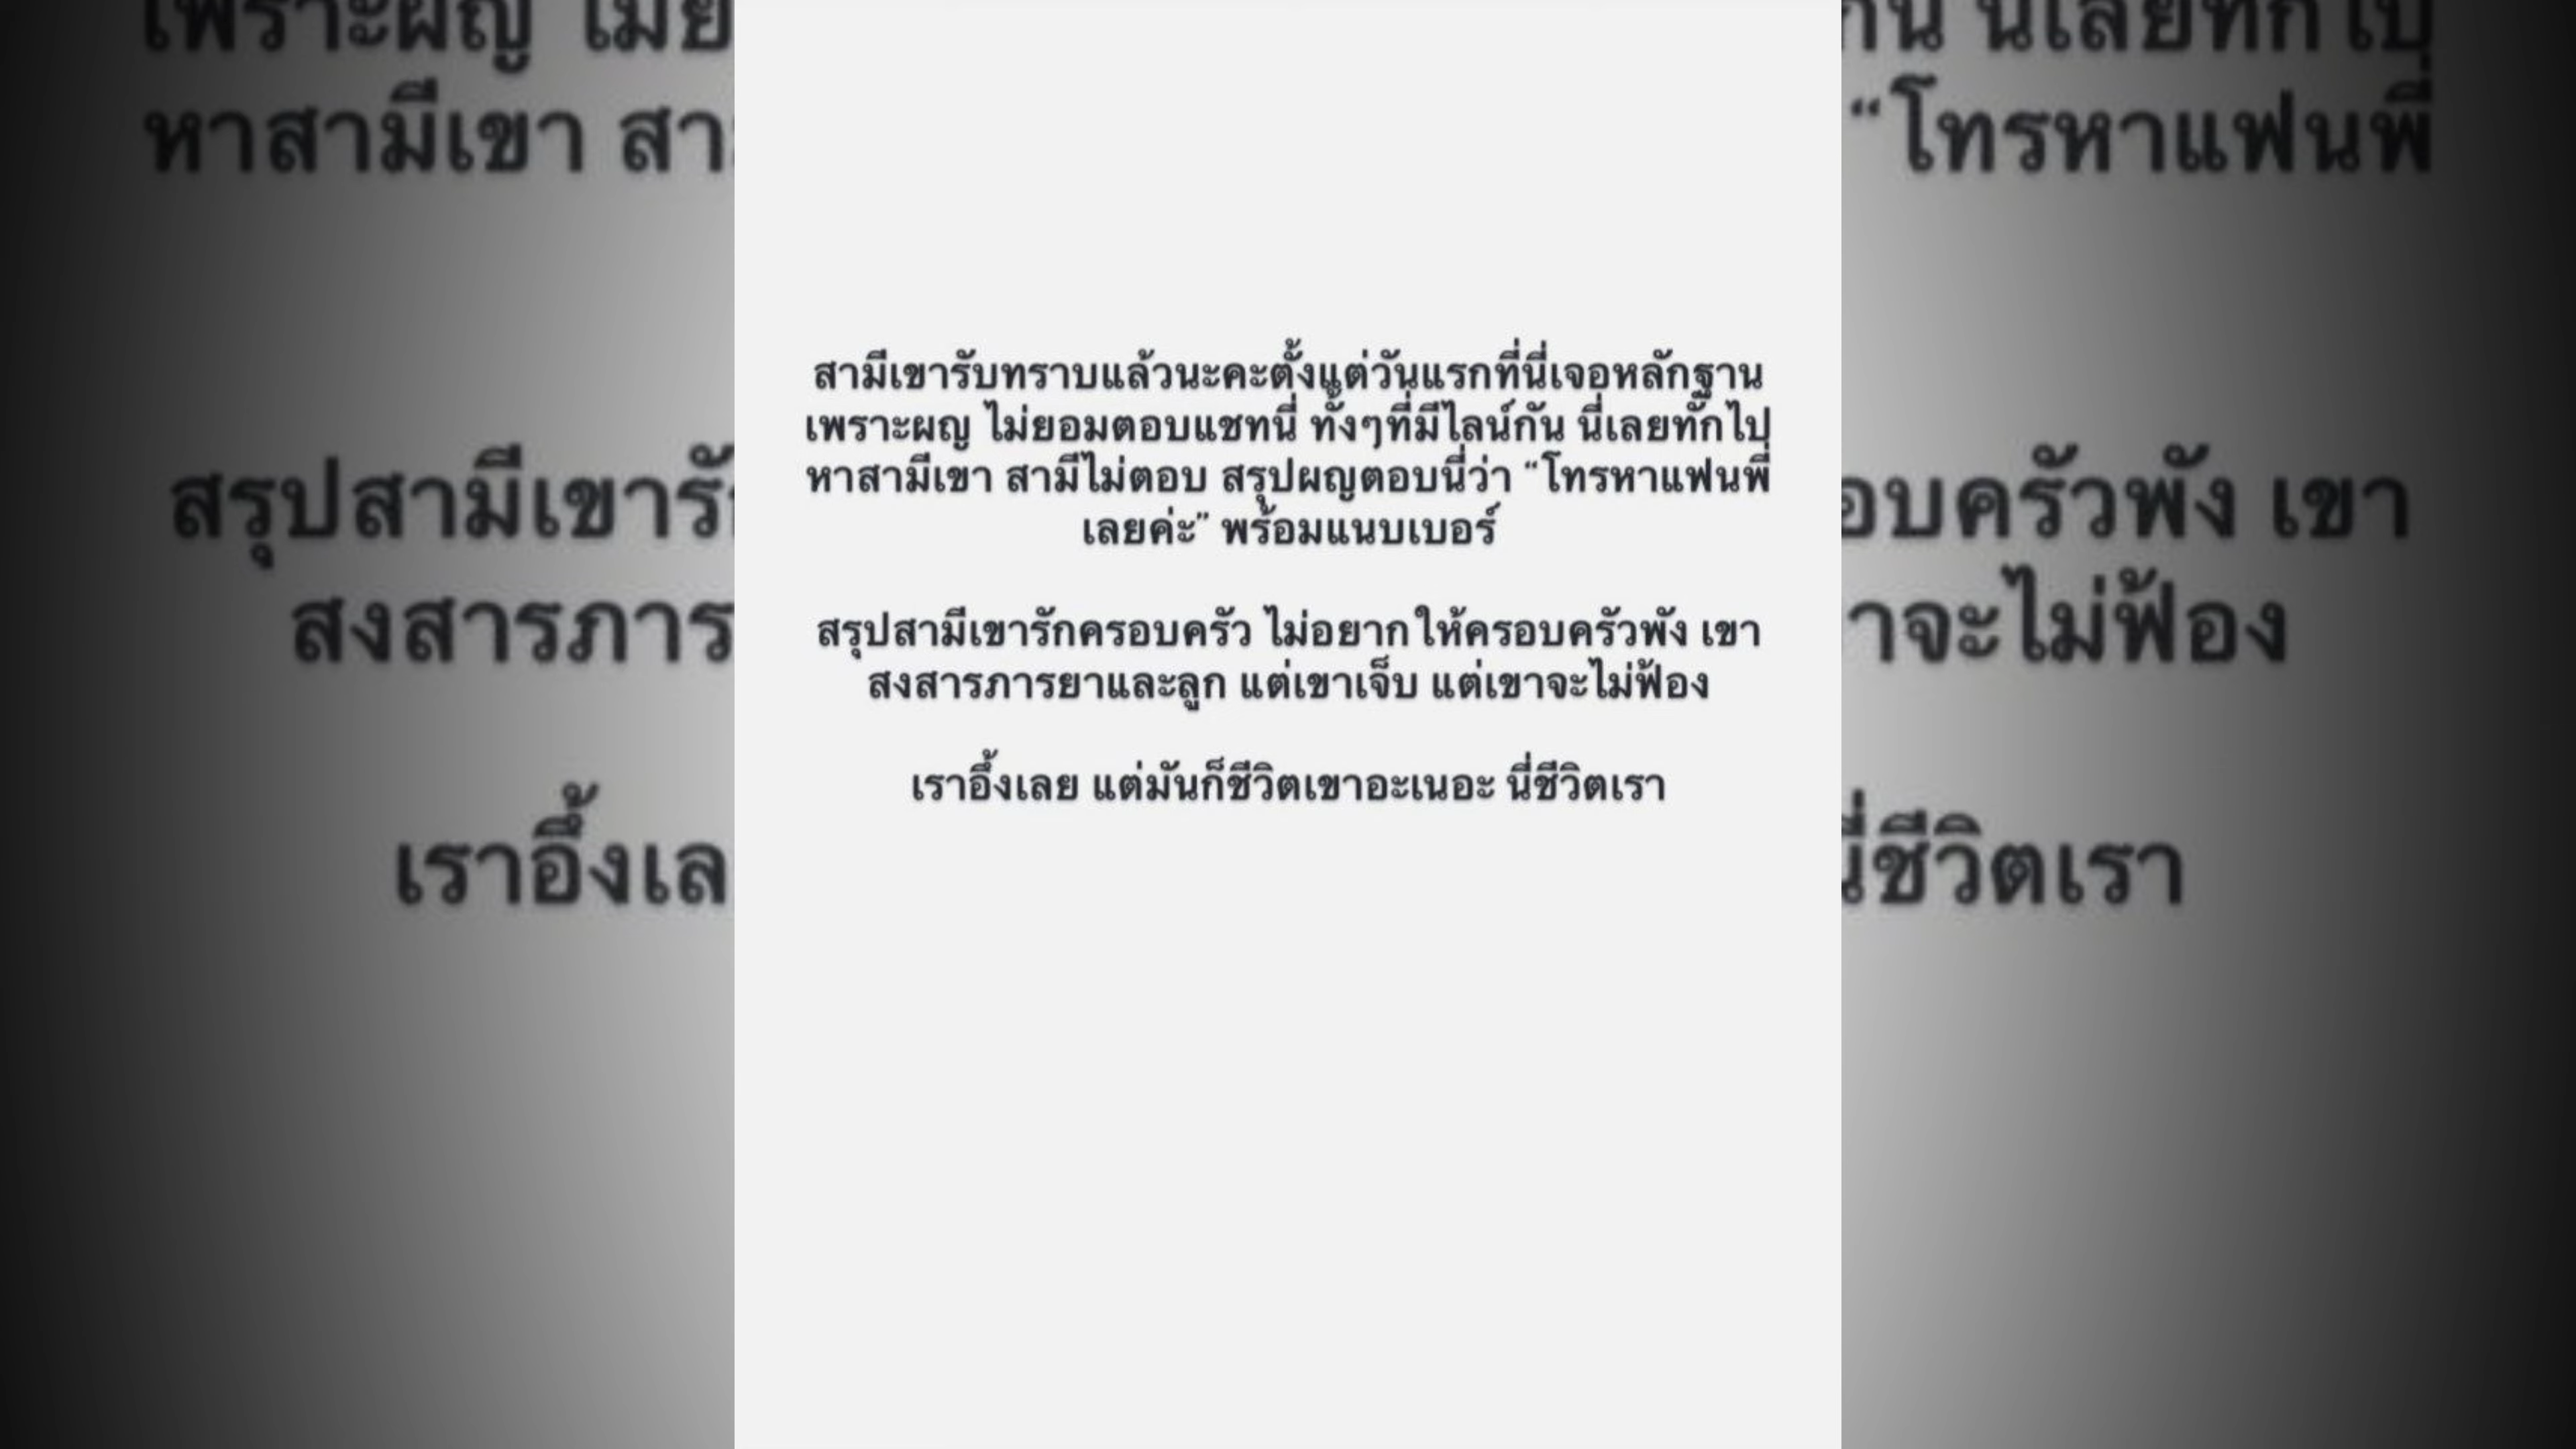 สามีเขารับทราบแล้วนะคะตั้งแต่วันแรกที่นี่เจอหลักฐาน
เพราะผญ ไม่ยอมตอบแชทนี่ ทั้งๆที่มีไลน์กัน นี่เลยทักไป
หาสามีเขา สามีไม่ตอบ สรุปผญตอบนี่ว่า “โทรหาแฟนพี่
เลยค่ะ” พร้อมแนบเบอร์
สรุปสามีเขารักครอบครัว ไม่อยากให้ครอบครัวพัง เขา
สงสารภารยาและลูก แต่เขาเจ็บ แต่เขาจะไม่ฟ้อง
เราอึ้งเลย แต่มันก็ชีวิตเขาอะเนอะ นี่ชีวิตเรา